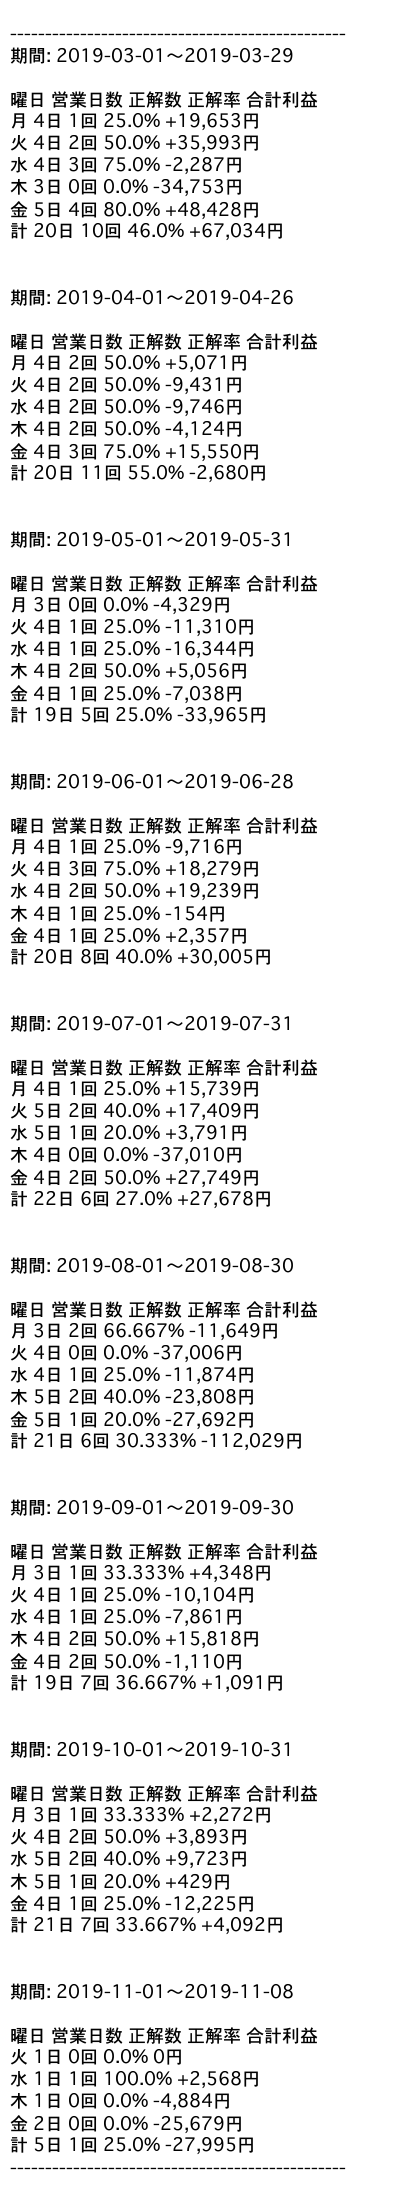 ------------------------------------------------
期間: 2019-03-01～2019-03-29
曜日 営業日数 正解数 正解率 合計利益
月 4日 1回 25.0% +19,653円
火 4日 2回 50.0% +35,993円
水 4日 3回 75.0% -2,287円
木 3日 0回 0.0% -34,753円
金 5日 4回 80.0% +48,428円
計 20日 10回 46.0% +67,034円
期間: 2019-04-01～2019-04-26
曜日 営業日数 正解数 正解率 合計利益
月 4日 2回 50.0% +5,071円
火 4日 2回 50.0% -9,431円
水 4日 2回 50.0% -9,746円
木 4日 2回 50.0% -4,124円
金 4日 3回 75.0% +15,550円
計 20日 11回 55.0% -2,680円
期間: 2019-05-01～2019-05-31
曜日 営業日数 正解数 正解率 合計利益
月 3日 0回 0.0% -4,329円
火 4日 1回 25.0% -11,310円
水 4日 1回 25.0% -16,344円
木 4日 2回 50.0% +5,056円
金 4日 1回 25.0% -7,038円
計 19日 5回 25.0% -33,965円
期間: 2019-06-01～2019-06-28
曜日 営業日数 正解数 正解率 合計利益
月 4日 1回 25.0% -9,716円
火 4日 3回 75.0% +18,279円
水 4日 2回 50.0% +19,239円
木 4日 1回 25.0% -154円
金 4日 1回 25.0% +2,357円
計 20日 8回 40.0% +30,005円
期間: 2019-07-01～2019-07-31
曜日 営業日数 正解数 正解率 合計利益
月 4日 1回 25.0% +15,739円
火 5日 2回 40.0% +17,409円
水 5日 1回 20.0% +3,791円
木 4日 0回 0.0% -37,010円
金 4日 2回 50.0% +27,749円
計 22日 6回 27.0% +27,678円
期間: 2019-08-01～2019-08-30
曜日 営業日数 正解数 正解率 合計利益
月 3日 2回 66.667% -11,649円
火 4日 0回 0.0% -37,006円
水 4日 1回 25.0% -11,874円
木 5日 2回 40.0% -23,808円
金 5日 1回 20.0% -27,692円
計 21日 6回 30.333% -112,029円
期間: 2019-09-01～2019-09-30
曜日 営業日数 正解数 正解率 合計利益
月 3日 1回 33.333% +4,348円
火 4日 1回 25.0% -10,104円
水 4日 1回 25.0% -7,861円
木 4日 2回 50.0% +15,818円
金 4日 2回 50.0% -1,110円
計 19日 7回 36.667% +1,091円
期間: 2019-10-01～2019-10-31
曜日 営業日数 正解数 正解率 合計利益
月 3日 1回 33.333% +2,272円
火 4日 2回 50.0% +3,893円
水 5日 2回 40.0% +9,723円
木 5日 1回 20.0% +429円
金 4日 1回 25.0% -12,225円
計 21日 7回 33.667% +4,092円
期間: 2019-11-01～2019-11-08
曜日 営業日数 正解数 正解率 合計利益
火 1日 0回 0.0% 0円
水 1日 1回 100.0% +2,568円
木 1日 0回 0.0% -4,884円
金 2日 0回 0.0% -25,679円
計 5日 1回 25.0% -27,995円
------------------------------------------------